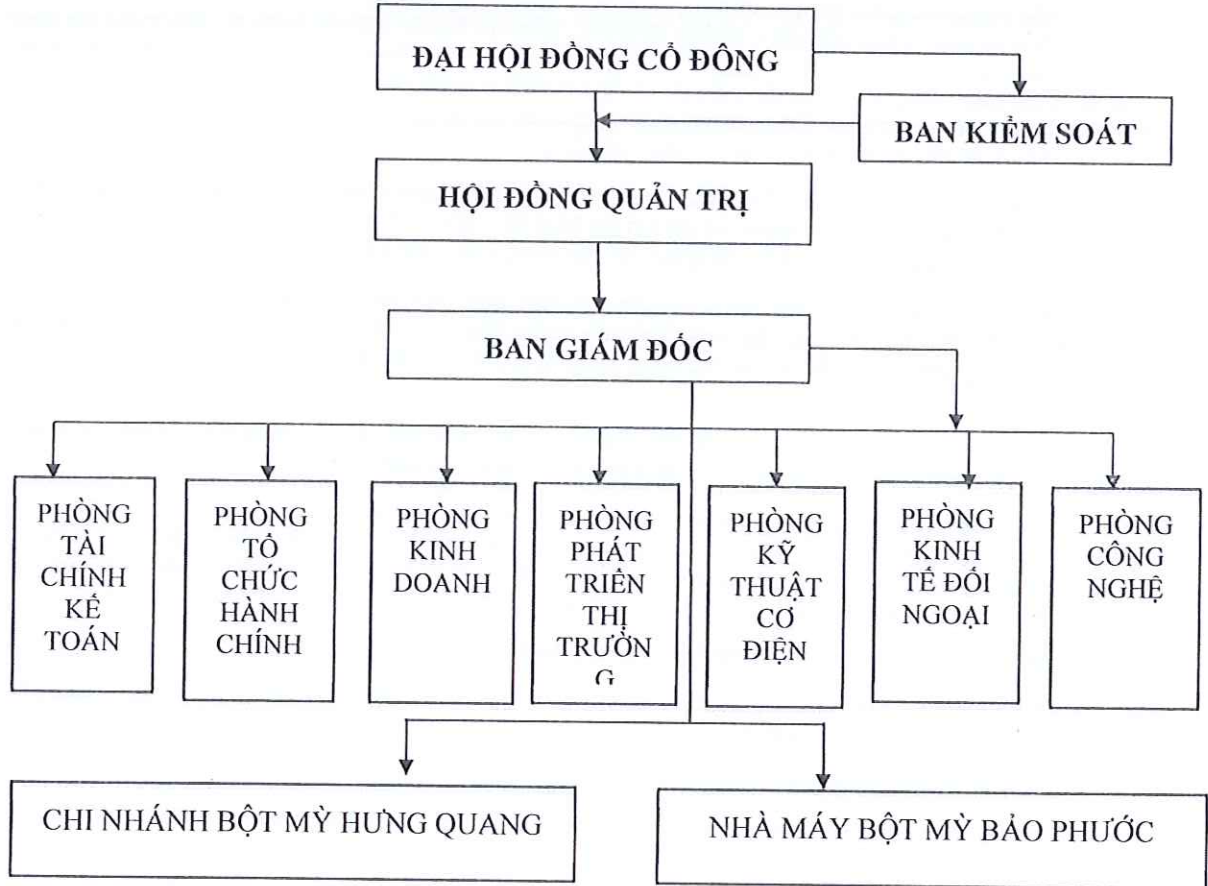 ĐẠI HỘI ĐỒNG CỔ ĐÔNG
BAN KIỂM SOÁT
HỘI ĐỒNG QUẢN TRỊ
BAN GIÁM ĐỐC
PHÒNG
TÀI
CHÍNH
KẾ
TOÁN
PHÒNG
TỔ
CHỨC
HÀNH
CHÍNH
PHÒNG
KINH
DOANH
PHÒNG
PHÁT
TRIỂN
THỊ
TRƯỜN
G
PHÒNG
KỸ
THUẬT
CƠ
ĐIỆN
PHÒNG
KINH
TẾ ĐỐI
NGOẠI
PHÒNG
CÔNG
NGHỆ
CHI NHÁNH BỘT MỲ HƯNG QUANG
NHÀ MÁY BỘT MỲ BẢO PHƯỚC